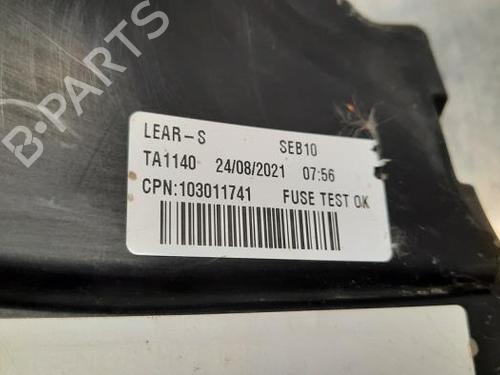 B-PARTS
LEAR-S SEB10
TA1140 24/08/2021 07:56
CPN:103011741 FUSE TEST OK